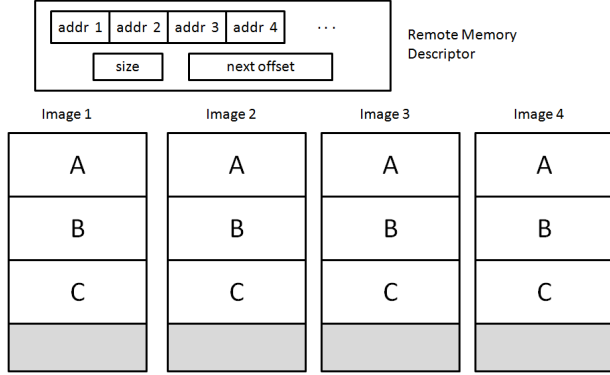 addr 1 addr 2 addr 3 addr 4 ...
Remote Memory
Descriptor
size next offset
Image 1 Image 2 Image 3 Image 4
A A A A
B B B B
C C C C